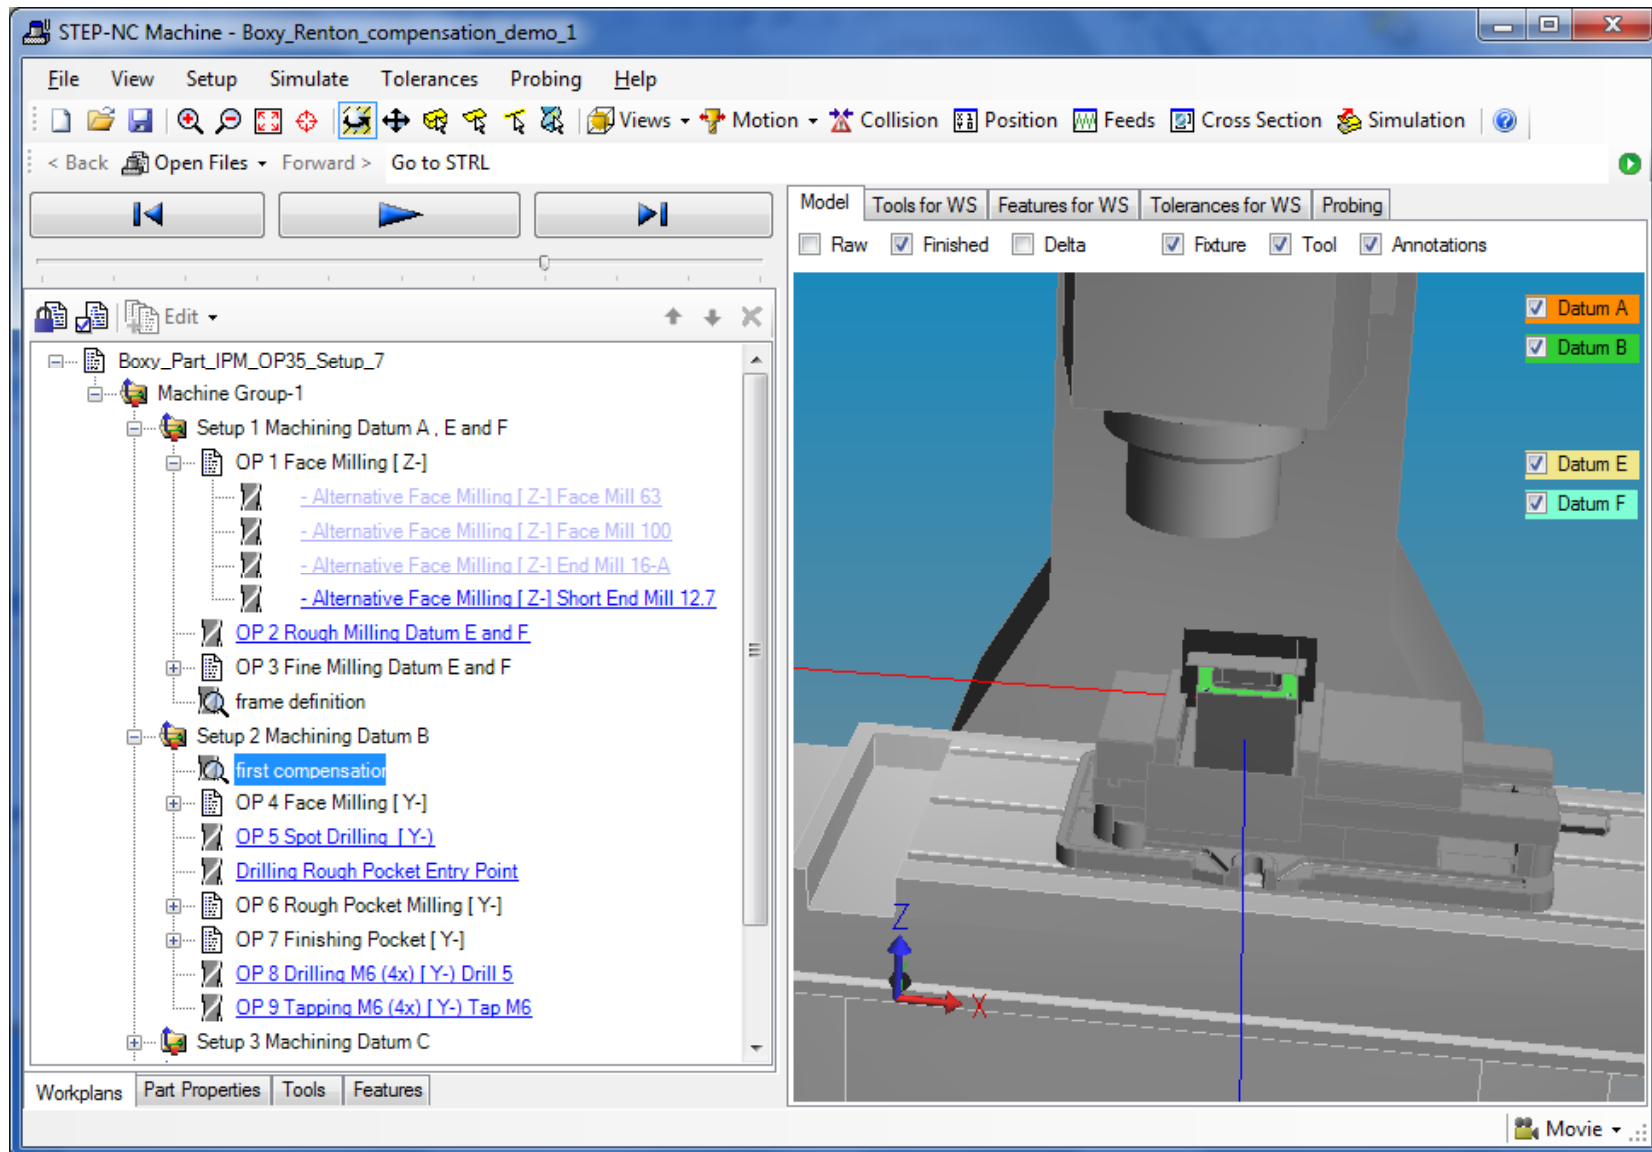 STEP-NC Machine - Boxy_Renton_compensation_demo_1
File View Setup Simulate Tolerances Probing Help
Views Motion Collision Position Feeds Cross Section Simulation
< Back Open Files Forward > Go to STRL
Model Tools for WS Features for WS Tolerances for WS Probing
Raw Finished Delta Fixture Tool Annotations
Edit
Boxy_Part_IPM_OP35_Setup_7
Machine Group-1
Setup 1 Machining Datum A , E and F
OP 1 Face Milling [ Z-]
- Alternative Face Milling [ Z-] Face Mill 63
- Alternative Face Milling [ Z-] Face Mill 100
- Alternative Face Milling [ Z-] End Mill 16-A
- Alternative Face Milling [ Z-] Short End Mill 12.7
OP 2 Rough Milling Datum E and F
OP 3 Fine Milling Datum E and F
frame definition
Setup 2 Machining Datum B
first compensation
OP 4 Face Milling [ Y-]
OP 5 Spot Drilling [ Y-)
Drilling Rough Pocket Entry Point
OP 6 Rough Pocket Milling [ Y-]
OP 7 Finishing Pocket [ Y-]
OP 8 Drilling M6 (4x) [ Y-) Drill 5
OP 9 Tapping M6 (4x) [ Y-) Tap M6
Setup 3 Machining Datum C
Workplans Part Properties Tools Features
Datum A
Datum B
Datum E
Datum F
Z
X
Movie